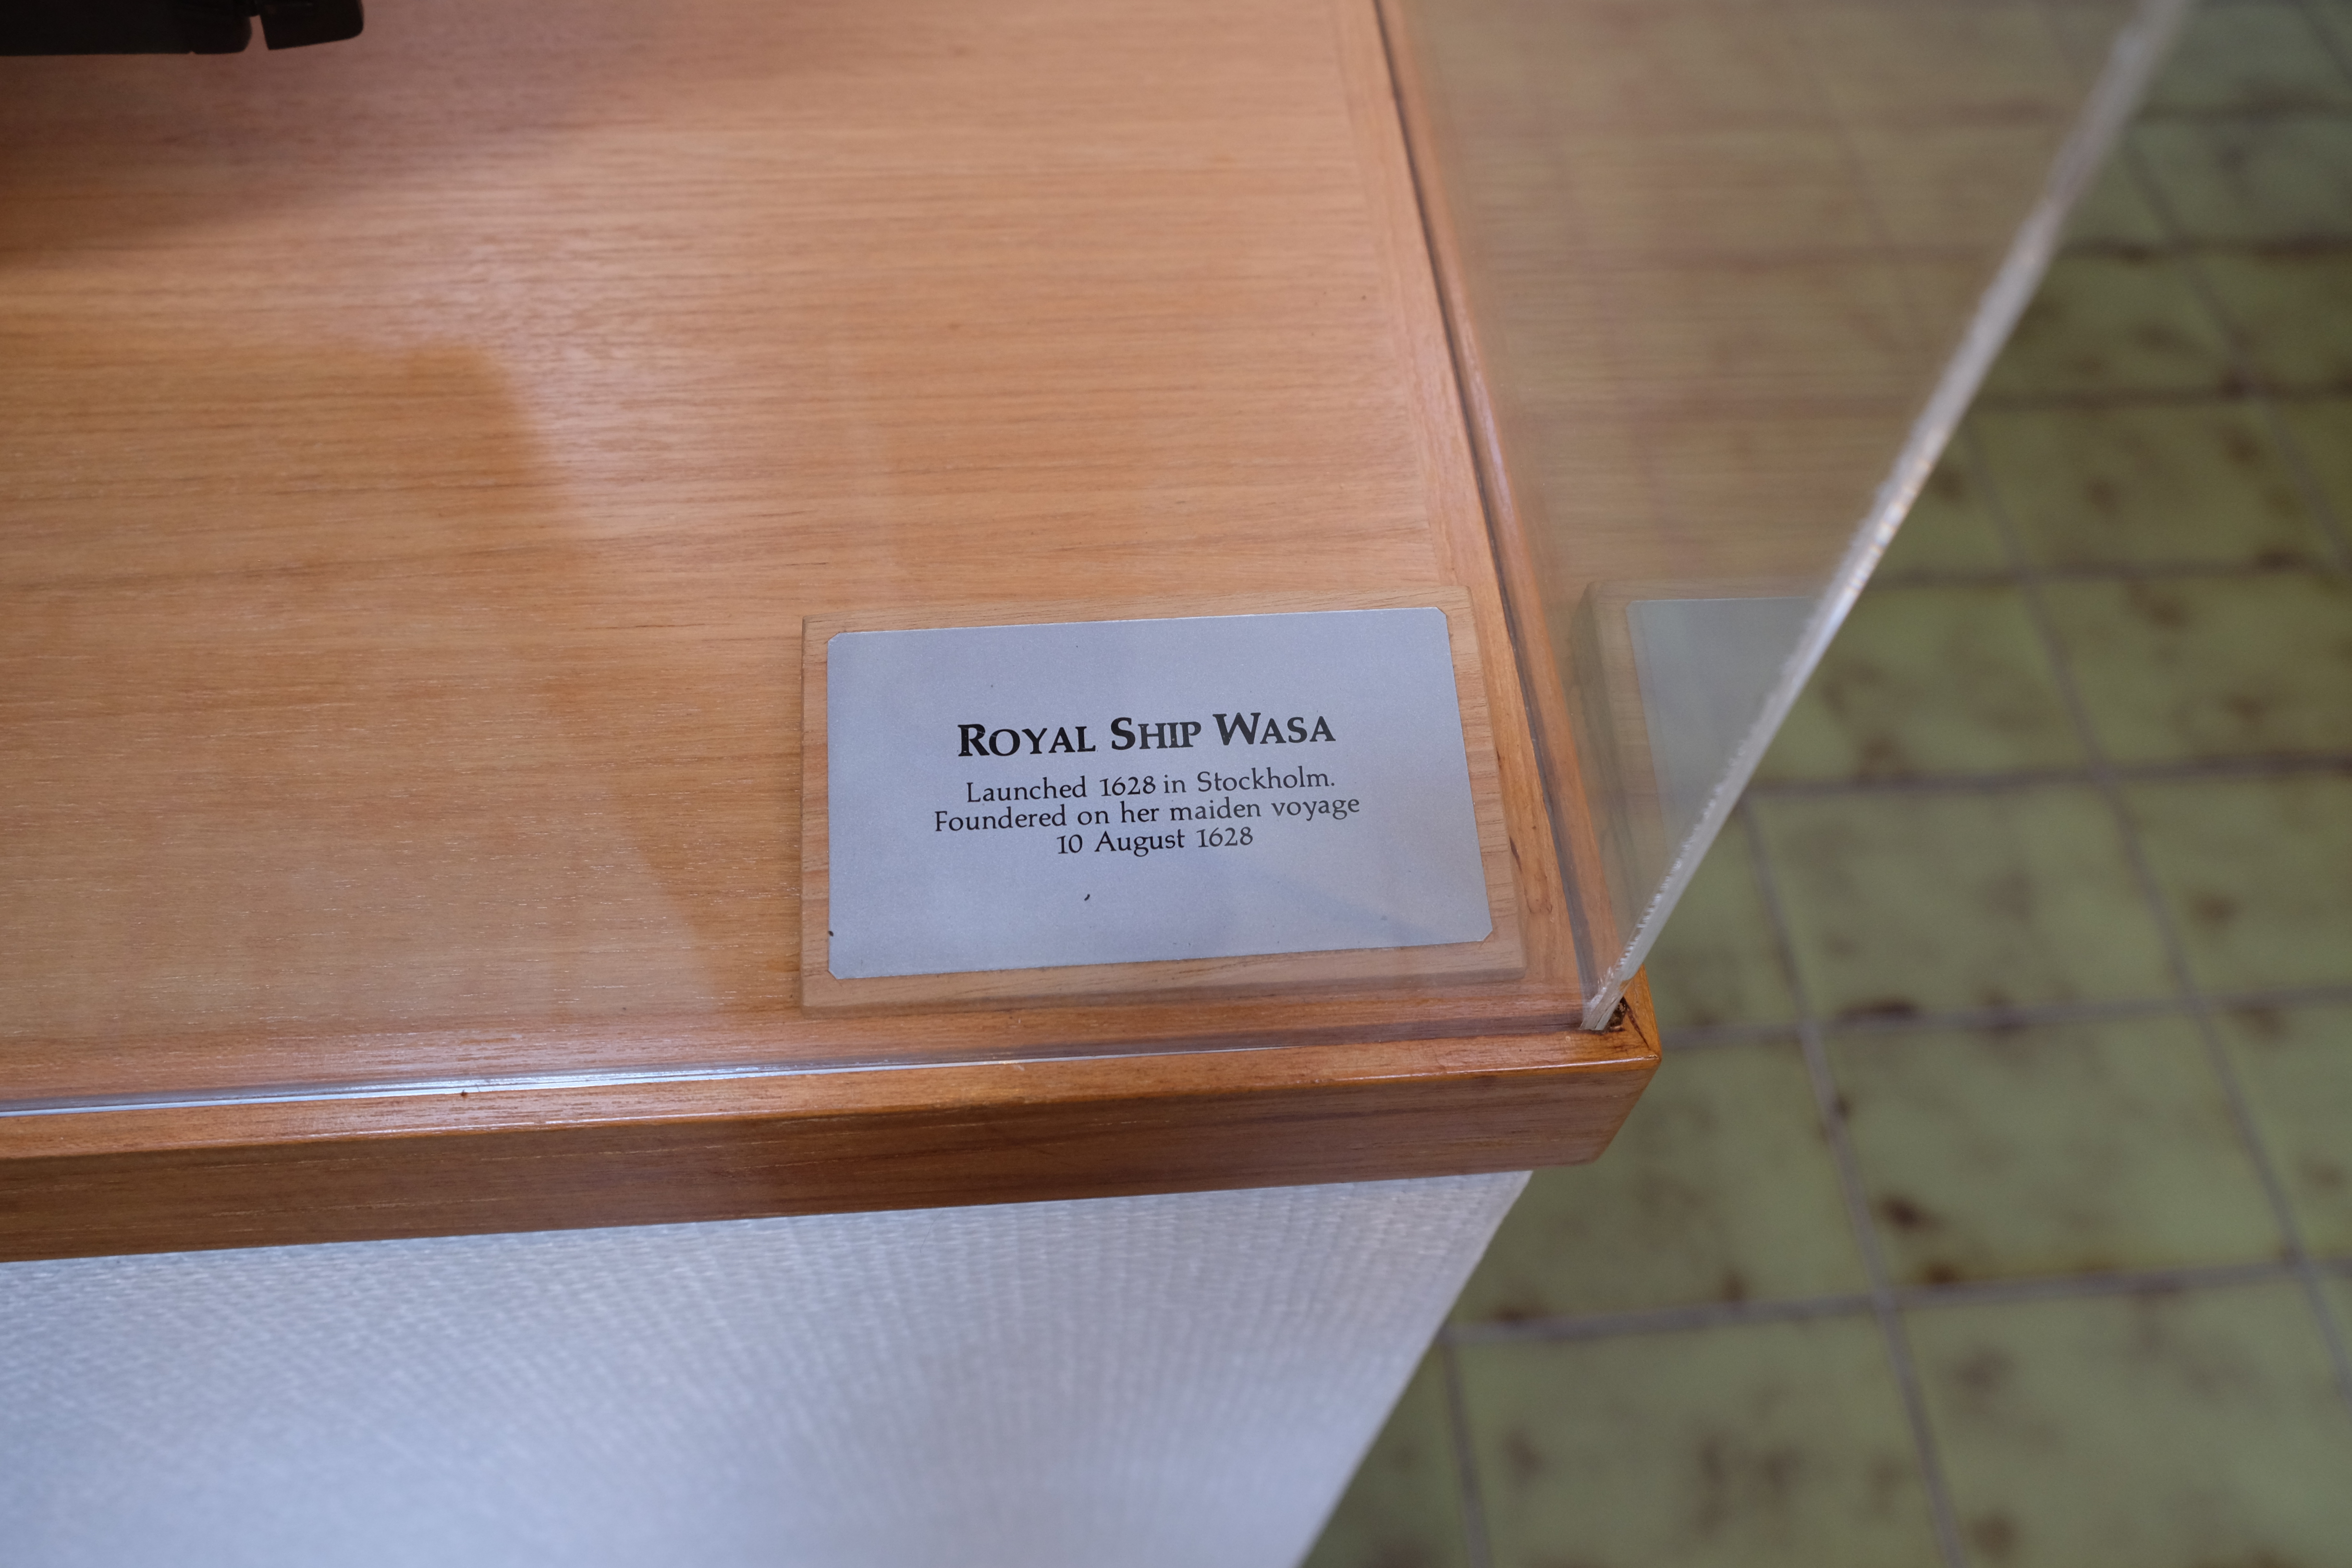 ROYAL SHIP WASA
Launched 1628 in Stockholm.
Foundered on her maiden voyage
10 August 1628